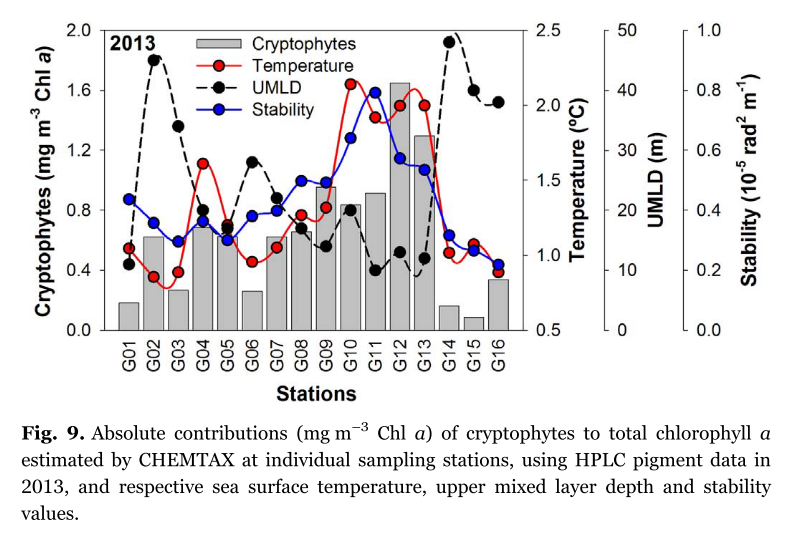 2013
Cryptophytes
Temperature
UMLD
Stability
Cryptophytes (mg m⁻³ Chl a)
2.0
1.6
1.2
0.8
0.4
0.0
2.5
2.0
1.5
1.0
0.5
Temperature (ºC)
50
40
30
20
10
0
UMLD (m)
1.0
0.8
0.6
0.4
0.2
0.0
Stability (10⁻⁵ rad² m⁻¹)
G01
G02
G03
G04
G05
G06
G07
G08
G09
G10
G11
G12
G13
G14
G15
G16
Stations
Fig. 9. Absolute contributions (mg m⁻³ Chl a) of cryptophytes to total chlorophyll a
estimated by CHEMTAX at individual sampling stations, using HPLC pigment data in
2013, and respective sea surface temperature, upper mixed layer depth and stability
values.